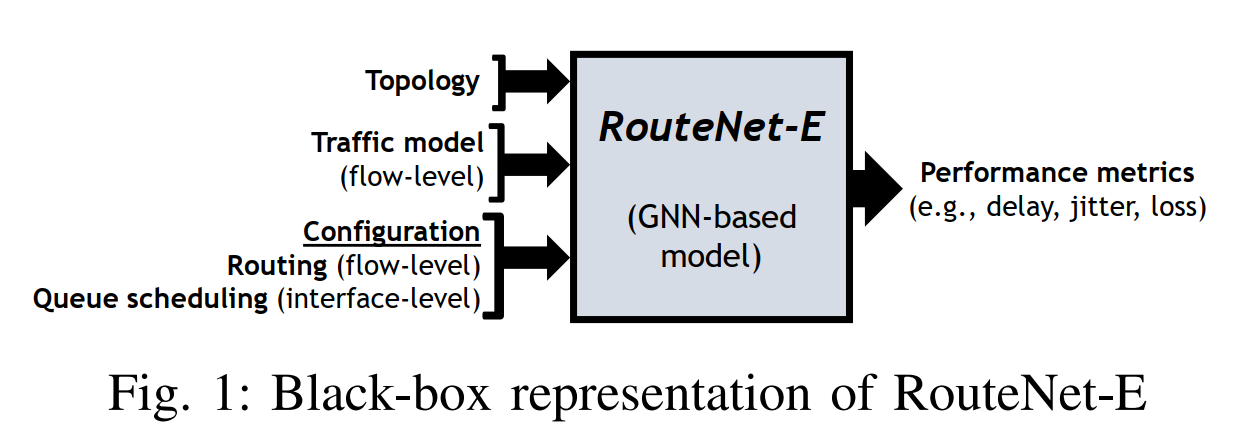 Topology
Traffic model
(flow-level)
Configuration
Routing (flow-level)
Queue scheduling (interface-level)
RouteNet-E
(GNN-based
model)
Performance metrics
(e.g., delay, jitter, loss)
Fig. 1: Black-box representation of RouteNet-E